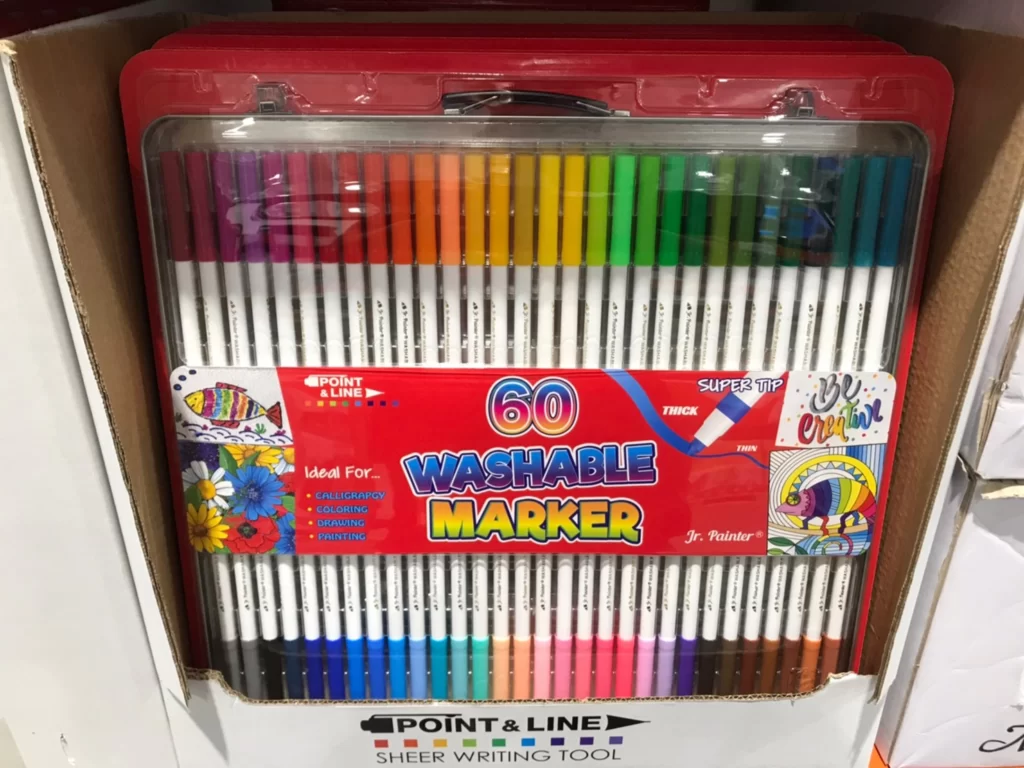 POINT
& LINE
60
WASHABLE
MARKER
Ideal For...
• CALLIGRAPGY
• COLORING
• DRAWING
• PAINTING
SUPER TIP
THICK
THIN
Jr. Painter®
Be
Creative
POINT & LINE
SHEER WRITING TOOL